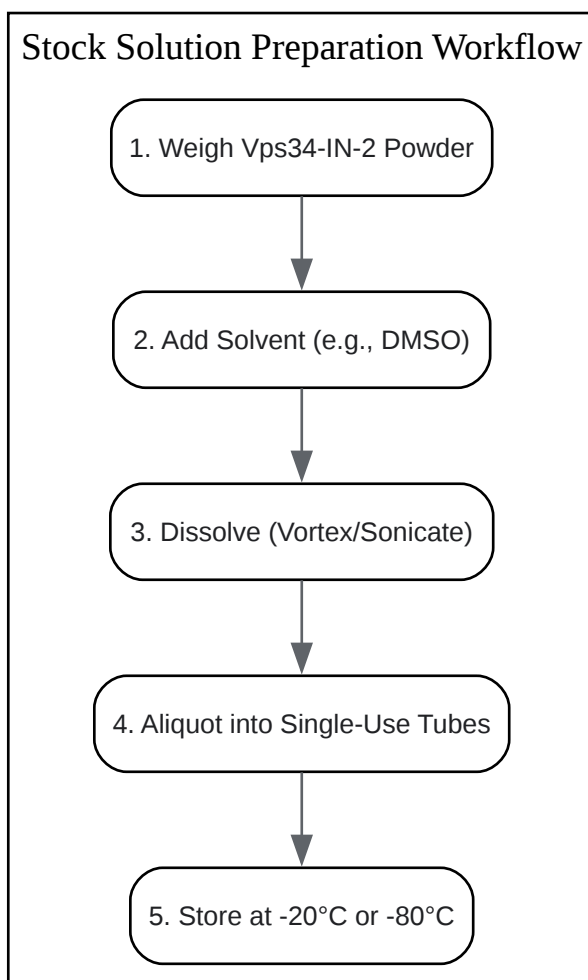 Stock Solution Preparation Workflow
1. Weigh Vps34-IN-2 Powder
2. Add Solvent (e.g., DMSO)
3. Dissolve (Vortex/Sonicate)
4. Aliquot into Single-Use Tubes
5. Store at -20°C or -80°C